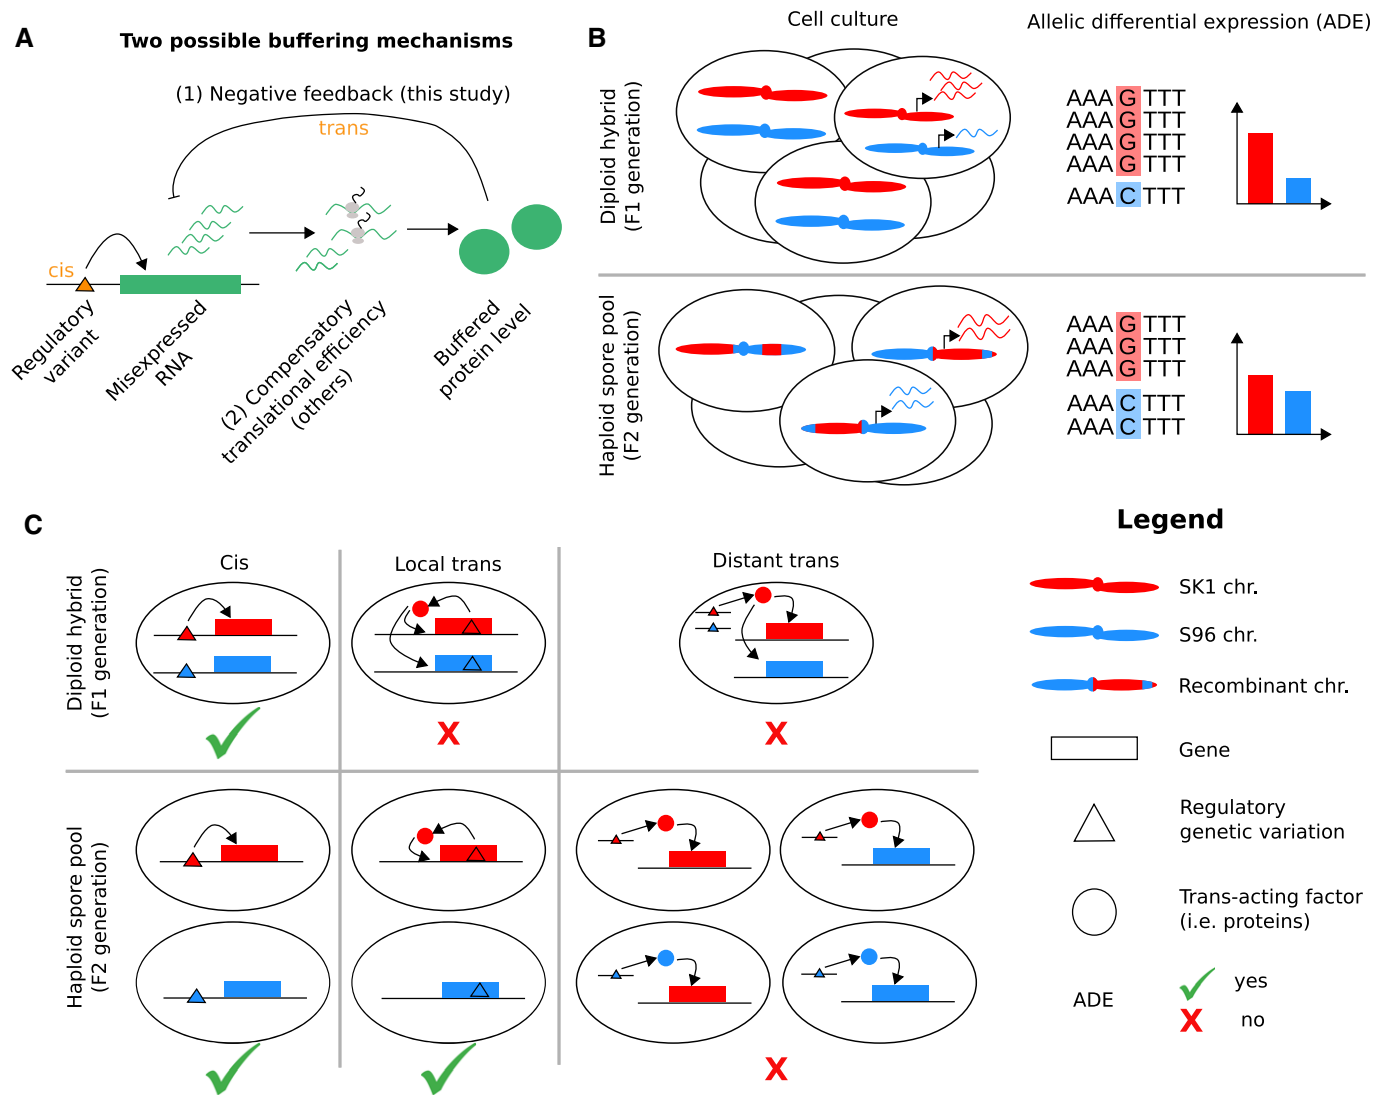 A
Two possible buffering mechanisms
(1) Negative feedback (this study)
trans
cis
Regulatory
variant
Misexpressed
RNA
(2) Compensatory
translational efficiency
(others)
Buffered
protein level
B
Cell culture
Allelic differential expression (ADE)
Diploid hybrid
(F1 generation)
AAA G TTT
AAA G TTT
AAA G TTT
AAA G TTT
AAA C TTT
Haploid spore pool
(F2 generation)
AAA G TTT
AAA G TTT
AAA G TTT
AAA C TTT
AAA C TTT
C
Cis
Local trans
Distant trans
Diploid hybrid
(F1 generation)
X
X
Haploid spore pool
(F2 generation)
X
Legend
SK1 chr.
S96 chr.
Recombinant chr.
Gene
Regulatory
genetic variation
Trans-acting factor
(i.e. proteins)
ADE
yes
X no